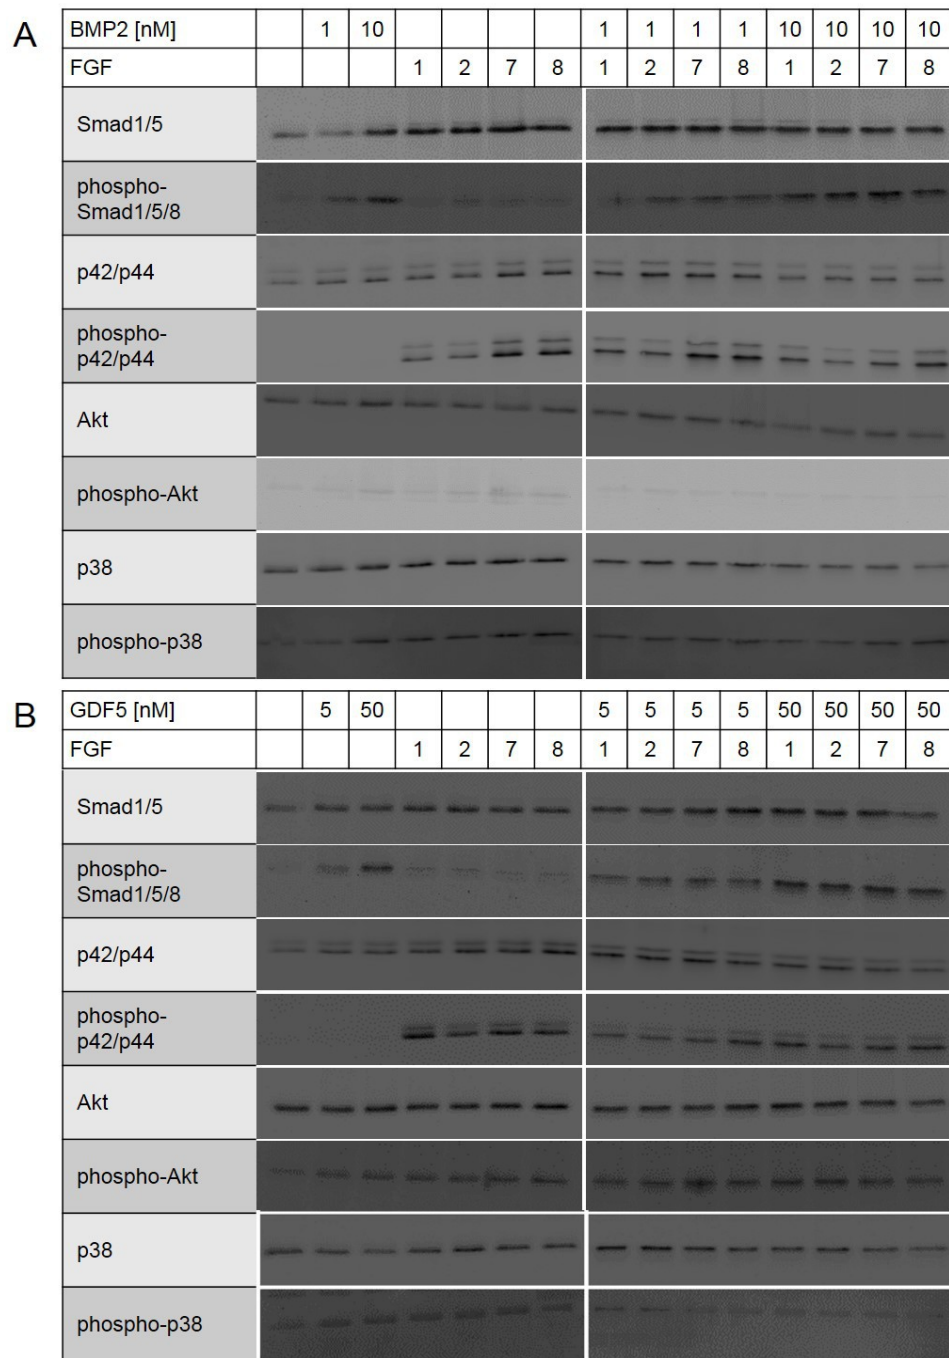 A
BMP2 [nM] 1 10 1 1 1 1 10 10 10 10
FGF 1 2 7 8 1 2 7 8 1 2 7 8
Smad1/5
phospho-
Smad1/5/8
p42/p44
phospho-
p42/p44
Akt
phospho-Akt
p38
phospho-p38
B
GDF5 [nM] 5 50 5 5 5 5 50 50 50 50
FGF 1 2 7 8 1 2 7 8 1 2 7 8
Smad1/5
phospho-
Smad1/5/8
p42/p44
phospho-
p42/p44
Akt
phospho-Akt
p38
phospho-p38